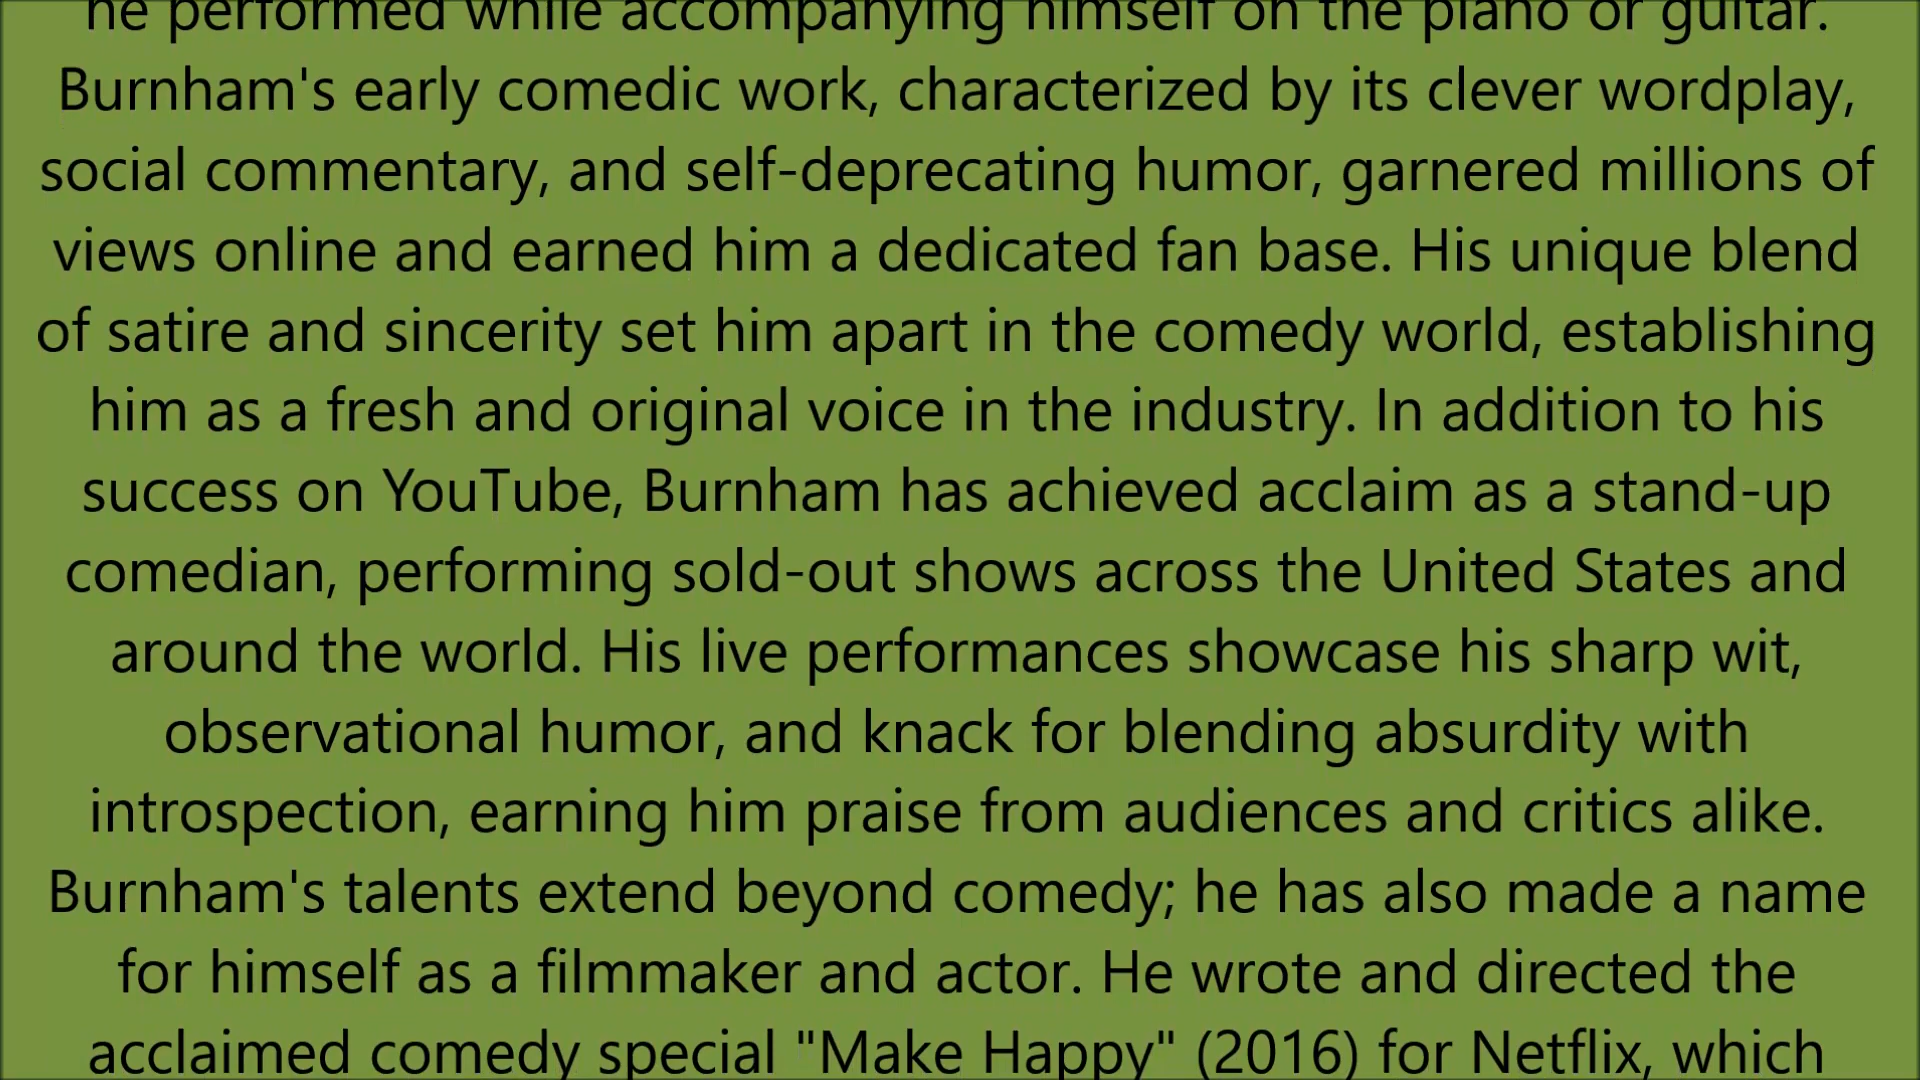 he performed while accompanying himself on the piano or guitar.
Burnham's early comedic work, characterized by its clever wordplay,
social commentary, and self-deprecating humor, garnered millions of
views online and earned him a dedicated fan base. His unique blend
of satire and sincerity set him apart in the comedy world, establishing
him as a fresh and original voice in the industry. In addition to his
success on YouTube, Burnham has achieved acclaim as a stand-up
comedian, performing sold-out shows across the United States and
around the world. His live performances showcase his sharp wit,
observational humor, and knack for blending absurdity with
introspection, earning him praise from audiences and critics alike.
Burnham's talents extend beyond comedy; he has also made a name
for himself as a filmmaker and actor. He wrote and directed the
acclaimed comedy special "Make Happy" (2016) for Netflix, which